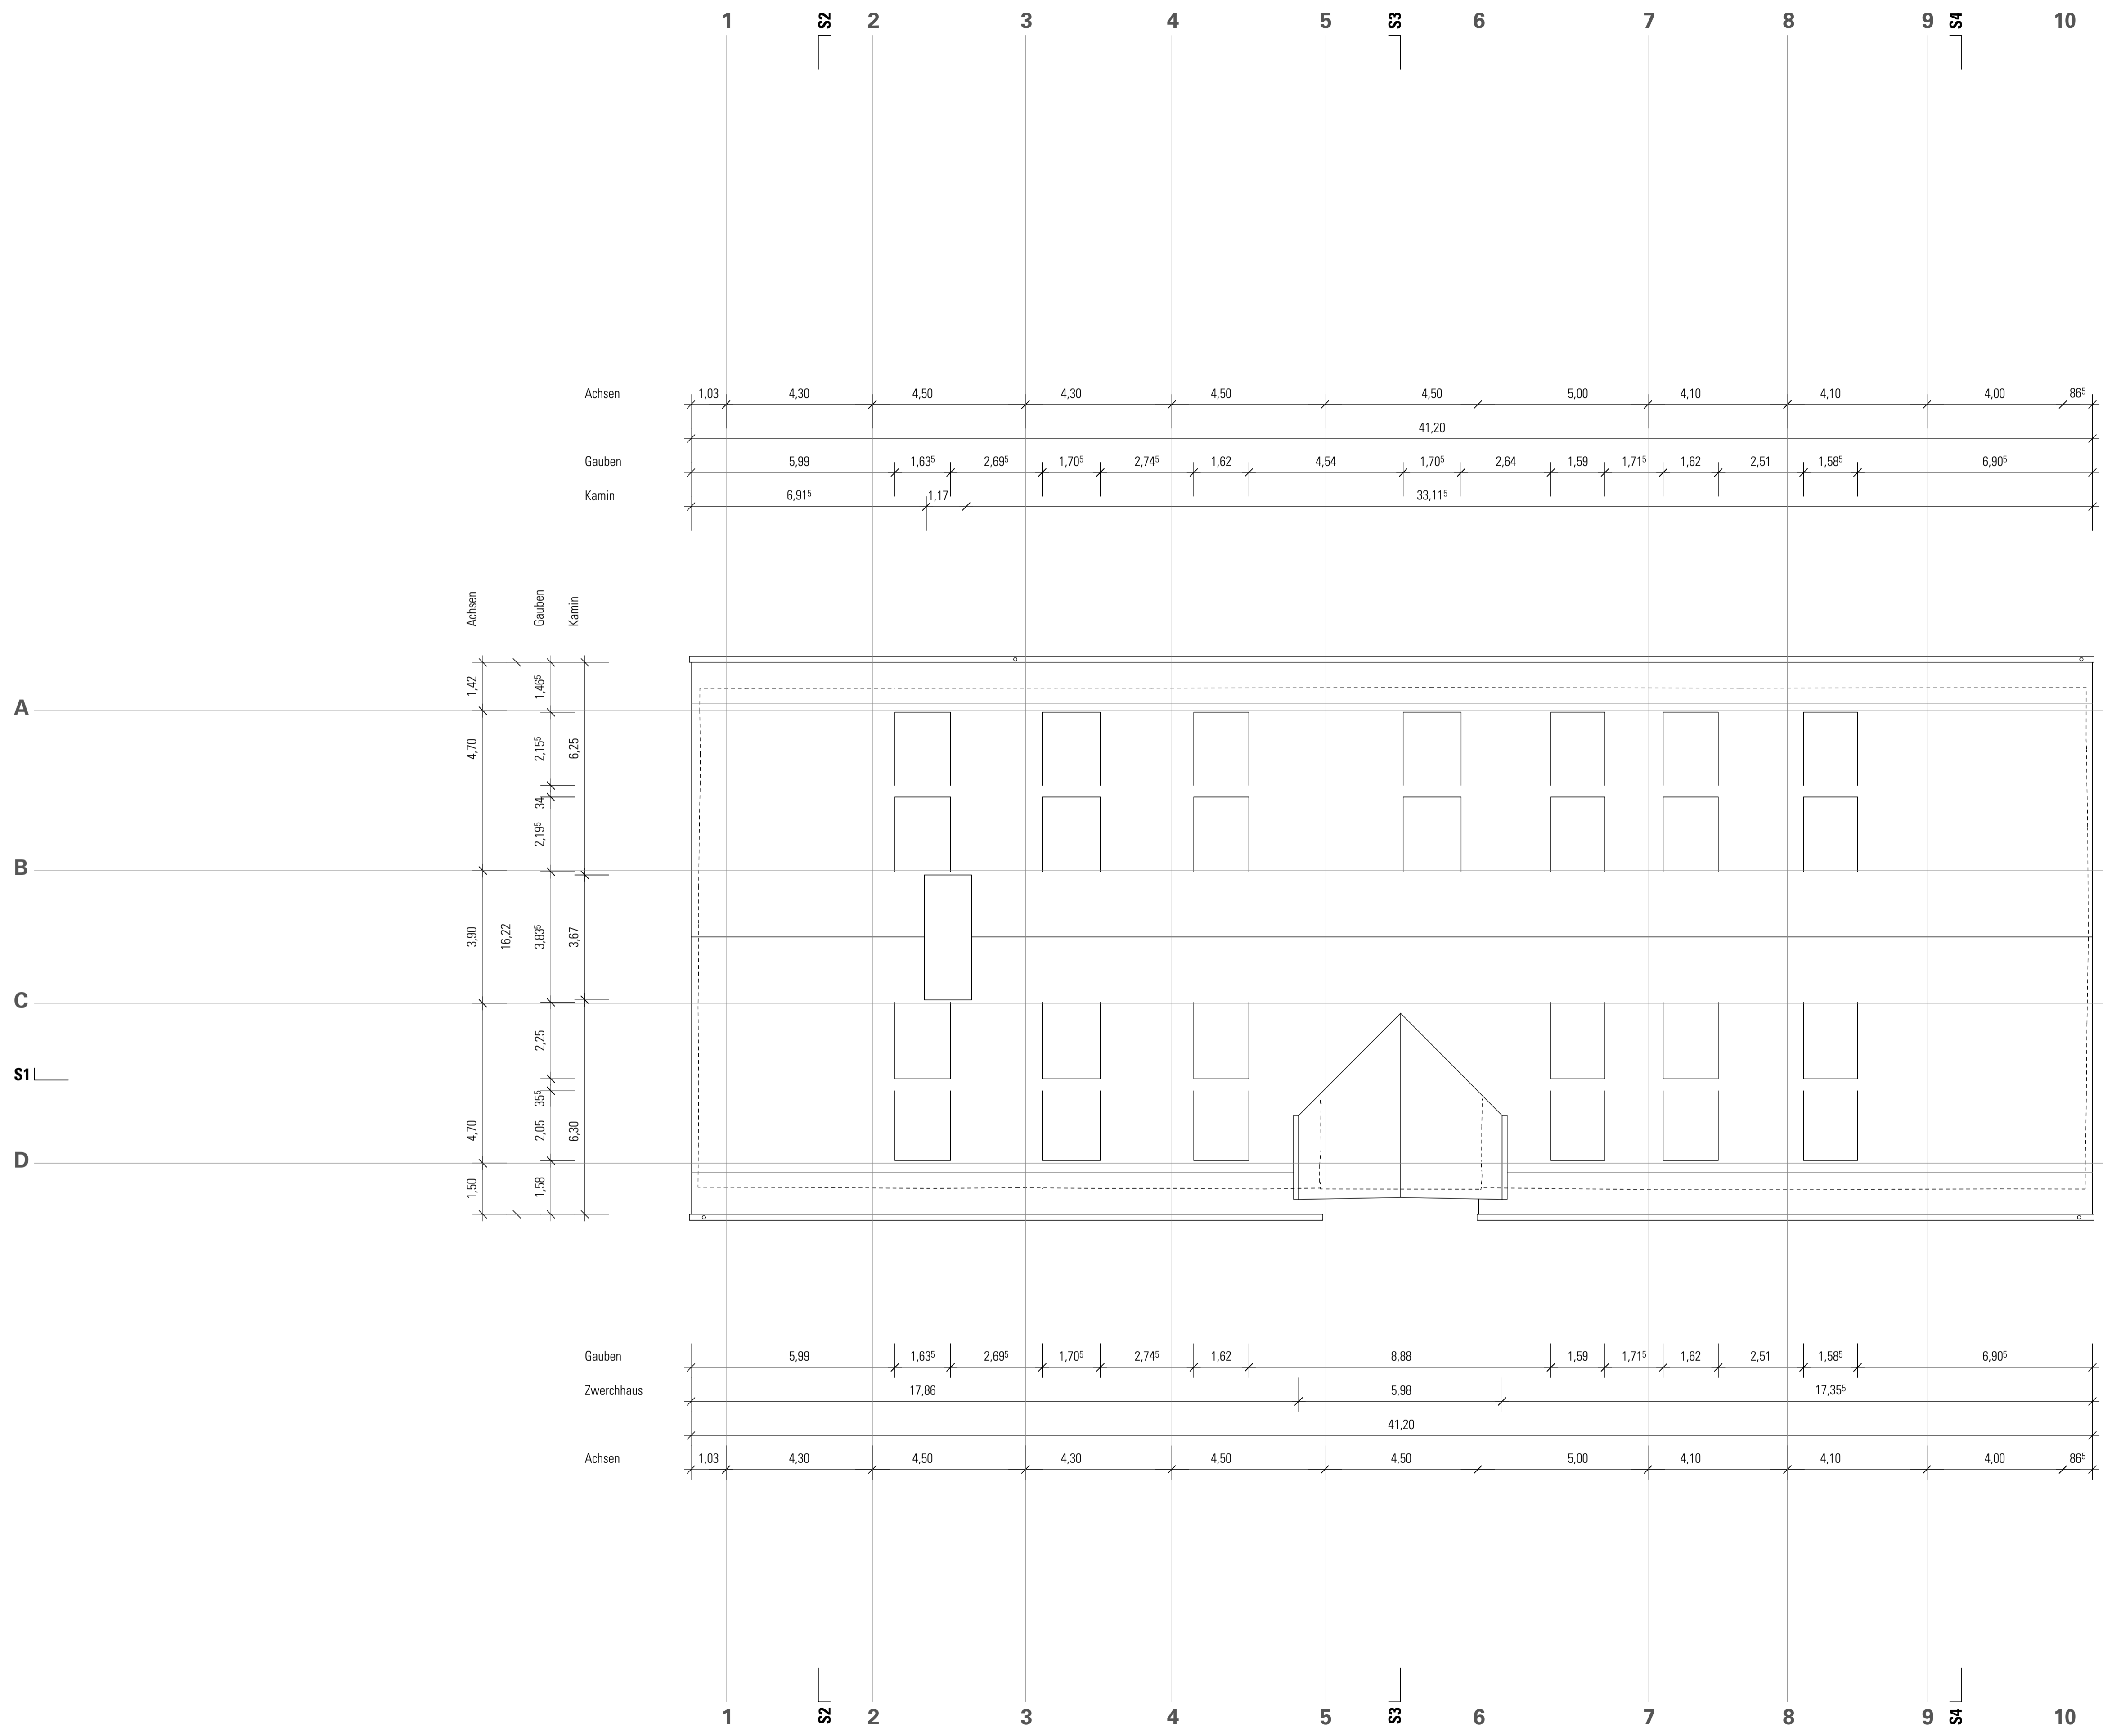 1 S2 2 3 4 5 S3 6 7 8 9 S4 10
Achsen 1,03 4,30 4,50 4,30 4,50 4,50 5,00 4,10 4,10 4,00 86⁵
41,20
Gauben 5,99 1,63⁵ 2,69⁵ 1,70⁵ 2,74⁵ 1,62 4,54 1,70⁵ 2,64 1,59 1,71⁵ 1,62 2,51 1,58⁵ 6,90⁵
Kamin 6,91⁵ 1,17 33,11⁵
Achsen
1,42
4,70
3,90
4,70
1,50
16,22
Gauben
1,46⁵
2,15⁵
34
2,19⁵
3,83⁵
2,25
35⁵
2,05
1,58
Kamin
6,25
3,67
6,30
A
B
C
S1
D
Gauben 5,99 1,63⁵ 2,69⁵ 1,70⁵ 2,74⁵ 1,62 8,88 1,59 1,71⁵ 1,62 2,51 1,58⁵ 6,90⁵
Zwerchhaus 17,86 5,98 17,35⁵
41,20
Achsen 1,03 4,30 4,50 4,30 4,50 4,50 5,00 4,10 4,10 4,00 86⁵
1 S2 2 3 4 5 S3 6 7 8 9 S4 10